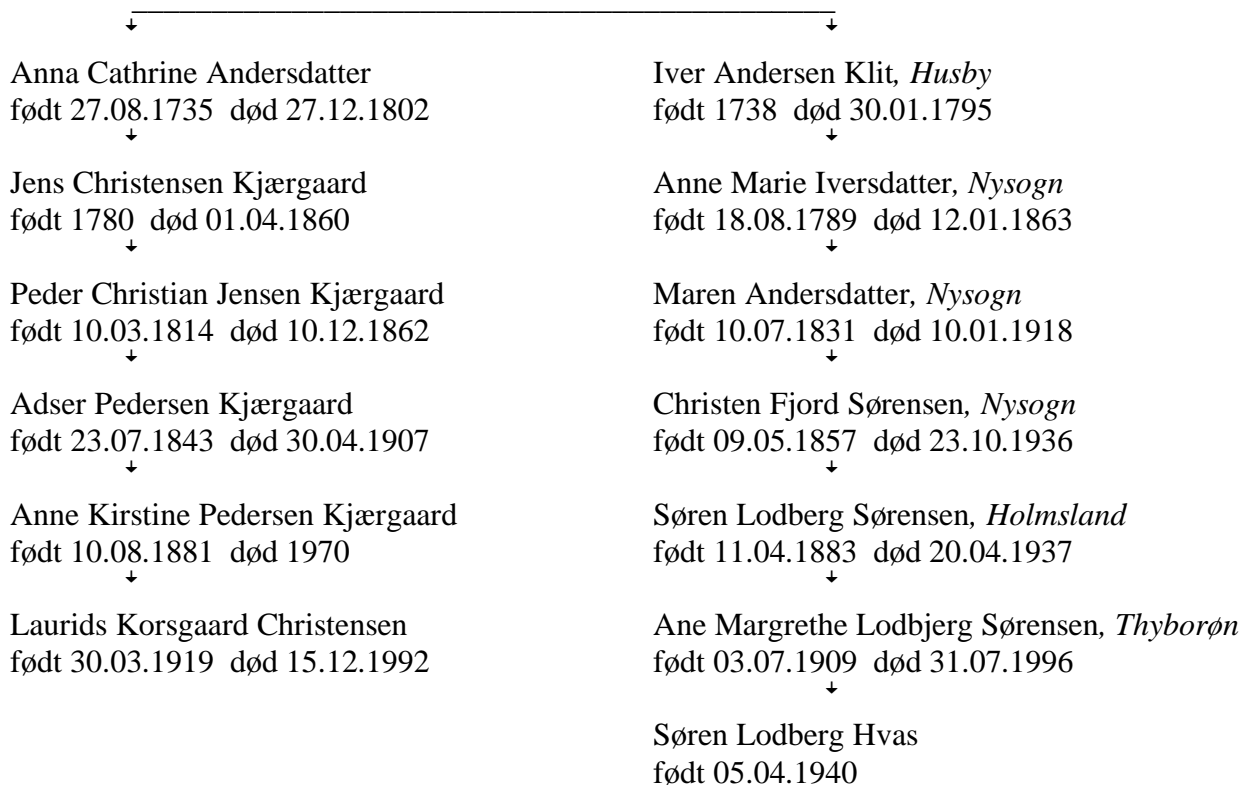 Anna Cathrine Andersdatter
født 27.08.1735 død 27.12.1802
Jens Christensen Kjærgaard
født 1780 død 01.04.1860
Peder Christian Jensen Kjærgaard
født 10.03.1814 død 10.12.1862
Adser Pedersen Kjærgaard
født 23.07.1843 død 30.04.1907
Anne Kirstine Pedersen Kjærgaard
født 10.08.1881 død 1970
Laurids Korsgaard Christensen
født 30.03.1919 død 15.12.1992
Iver Andersen Klit, Husby
født 1738 død 30.01.1795
Anne Marie Iversdatter, Nysogn
født 18.08.1789 død 12.01.1863
Maren Andersdatter, Nysogn
født 10.07.1831 død 10.01.1918
Christen Fjord Sørensen, Nysogn
født 09.05.1857 død 23.10.1936
Søren Lodberg Sørensen, Holmsland
født 11.04.1883 død 20.04.1937
Ane Margrethe Lodbjerg Sørensen, Thyborøn
født 03.07.1909 død 31.07.1996
Søren Lodberg Hvas
født 05.04.1940